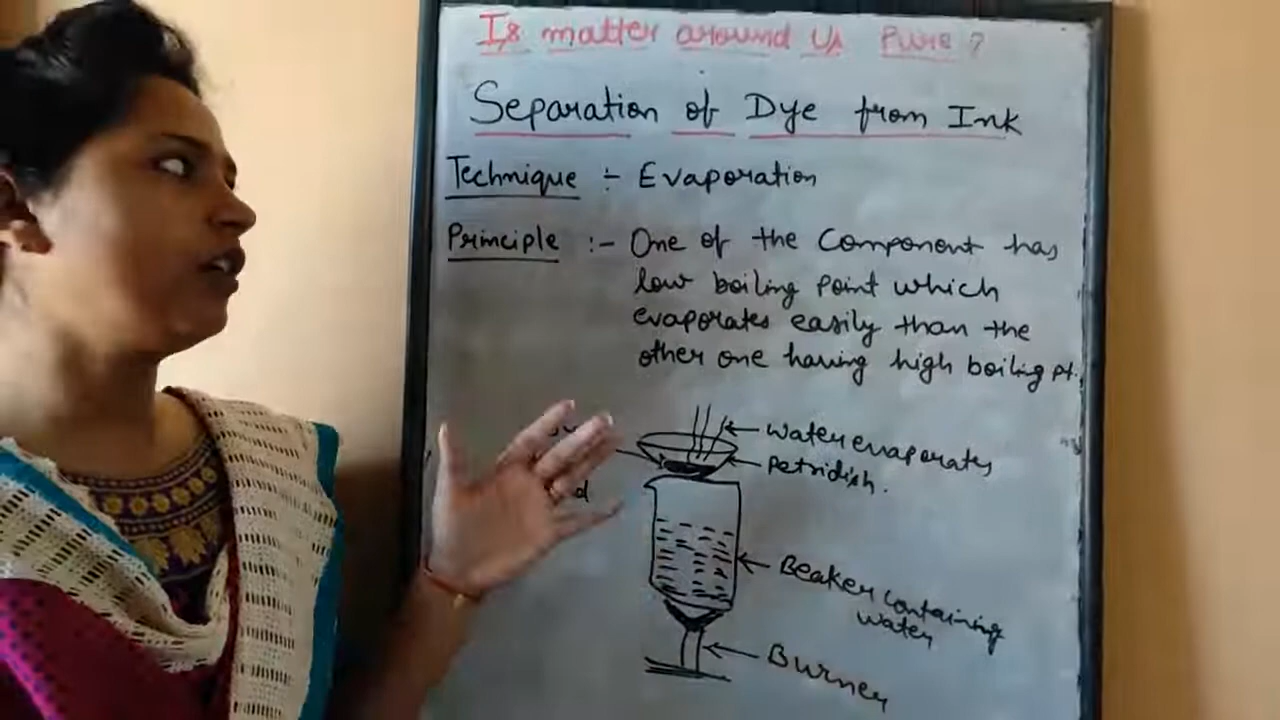 Is matter around Us Pure ?
Separation of Dye from Ink
Technique :- Evaporation
Principle :- One of the Component has
low boiling point which
evaporates easily than the
other one having high boiling pt.
Water evaporates
Petridish.
Beaker containing
water
Burner